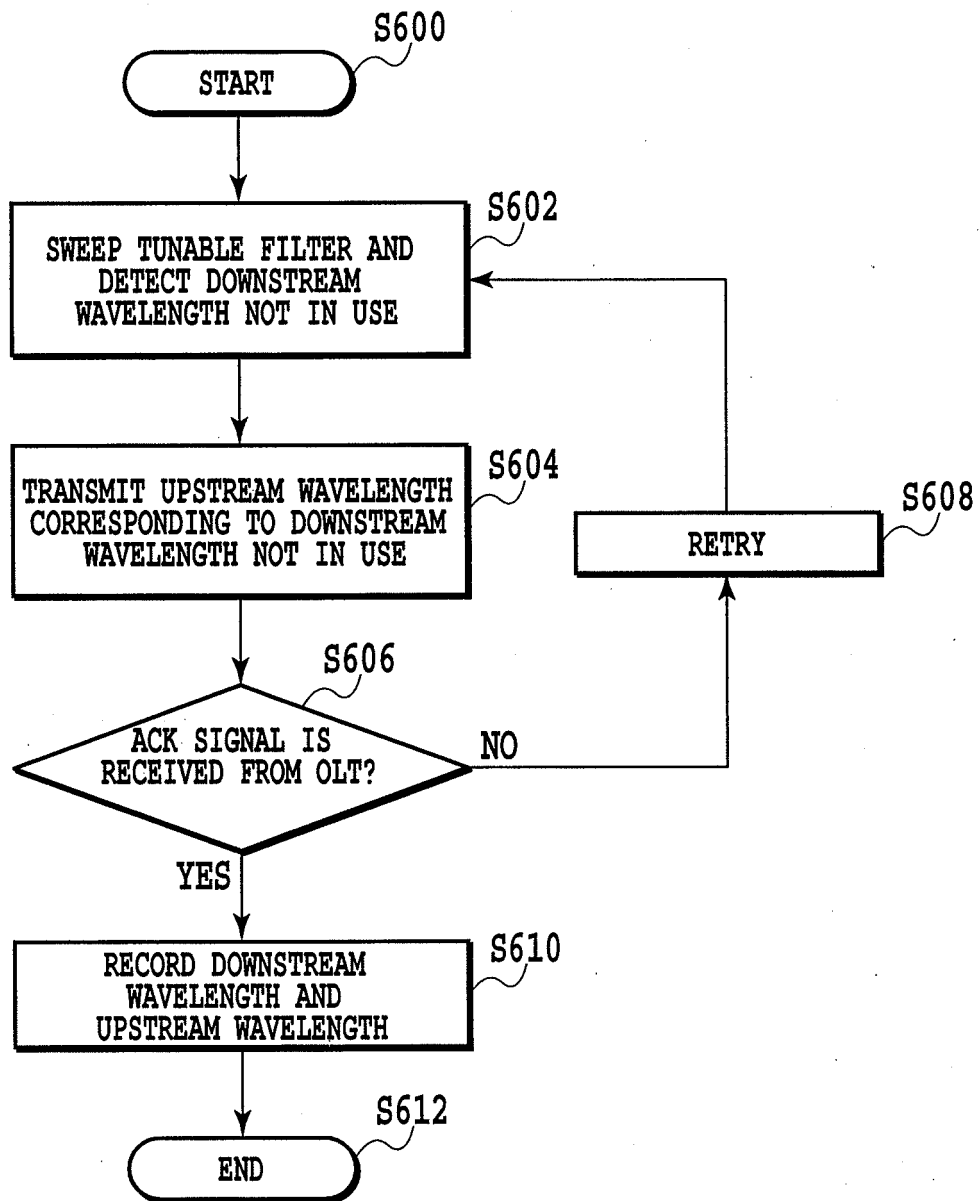 S600
START
S602
SWEEP TUNABLE FILTER AND
DETECT DOWNSTREAM
WAVELENGTH NOT IN USE
S604
TRANSMIT UPSTREAM WAVELENGTH
CORRESPONDING TO DOWNSTREAM
WAVELENGTH NOT IN USE
S608
RETRY
S606
ACK SIGNAL IS
RECEIVED FROM OLT?
NO
YES
S610
RECORD DOWNSTREAM
WAVELENGTH AND
UPSTREAM WAVELENGTH
S612
END